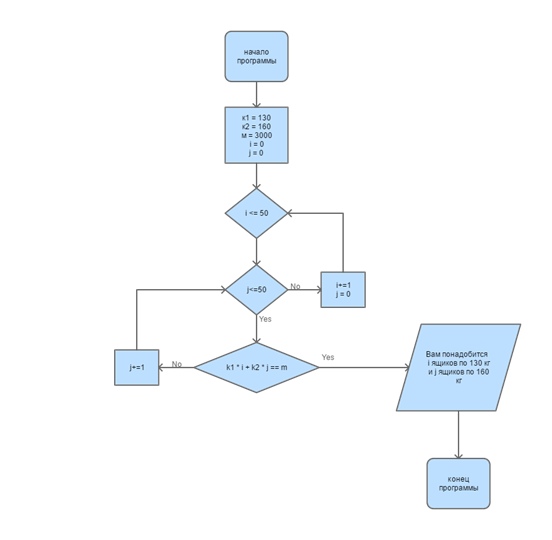 начало
программы
к1 = 130
к2 = 160
м = 3000
i = 0
j = 0
i <= 50
j<=50
No
i+=1
j = 0
Yes
j+=1
No
k1 * i + k2 * j == m
Yes
Вам понадобится
i ящиков по 130 кг
и j ящиков по 160
кг
конец
программы